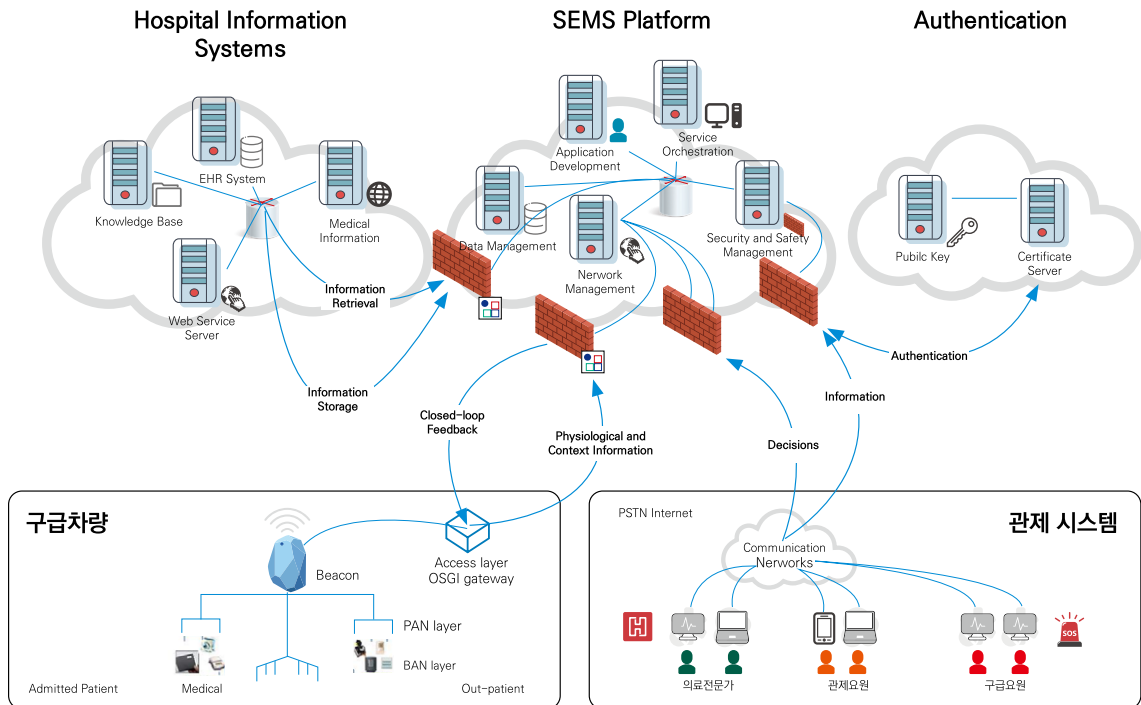 Hospital Information
Systems
SEMS Platform
Authentication
EHR System
Knowledge Base
Medical
Information
Web Service
Server
Information
Retrieval
Information
Storage
Application
Development
Service
Orchestration
Data Management
Nerwork
Management
Security and Safety
Management
Pubilc Key
Certificate
Server
Authentication
Information
Closed-loop
Feedback
Physiological and
Context Information
Decisions
구급차량
Beacon
Access layer
OSGI gateway
PAN layer
BAN layer
Admitted Patient
Medical
Out-patient
PSTN Internet
관제 시스템
Communication
Nerworks
H
SOS
의료전문가
관제요원
구급요원